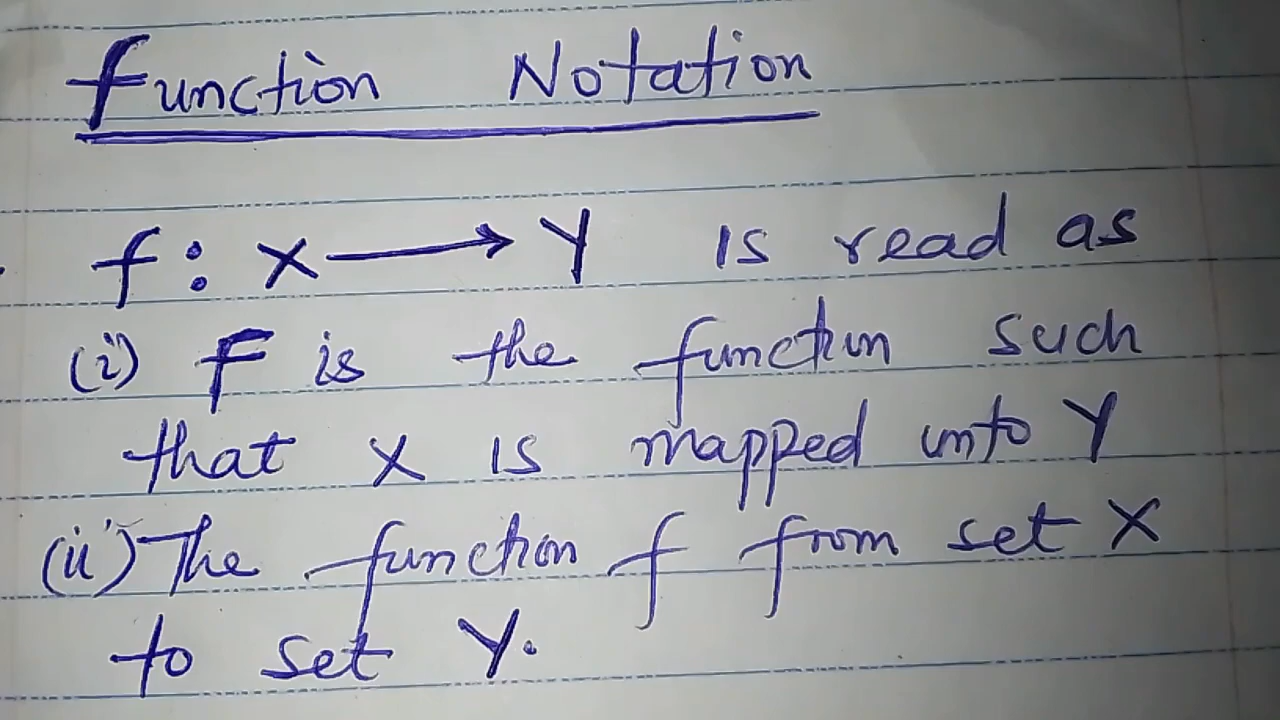 Function Notation
f: X → Y is read as
(i) F is the function such
that X is mapped unto Y
(ii) The function f from set X
to set Y.